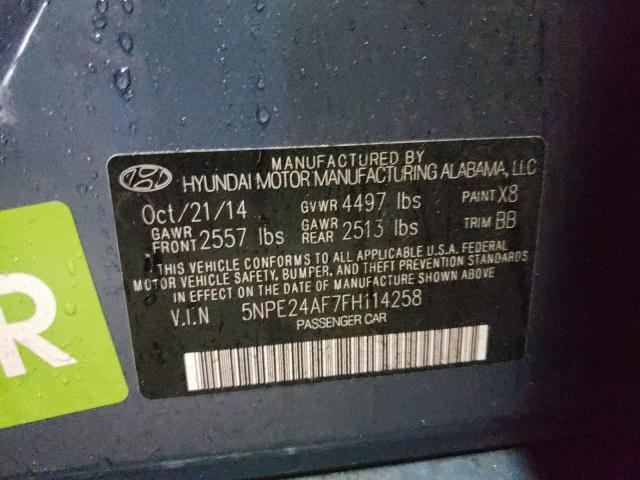 MANUFACTURED BY
HYUNDAI MOTOR MANUFACTURING ALABAMA, LLC
Oct/21/14 GVWR 4497 lbs PAINT X8
GAWR FRONT 2557 lbs GAWR REAR 2513 lbs TRIM BB
THIS VEHICLE CONFORMS TO ALL APPLICABLE U.S.A. FEDERAL
MOTOR VEHICLE SAFETY, BUMPER, AND THEFT PREVENTION STANDARDS
IN EFFECT ON THE DATE OF MANUFACTURE SHOWN ABOVE.
V.I.N 5NPE24AF7FH114258
PASSENGER CAR
R